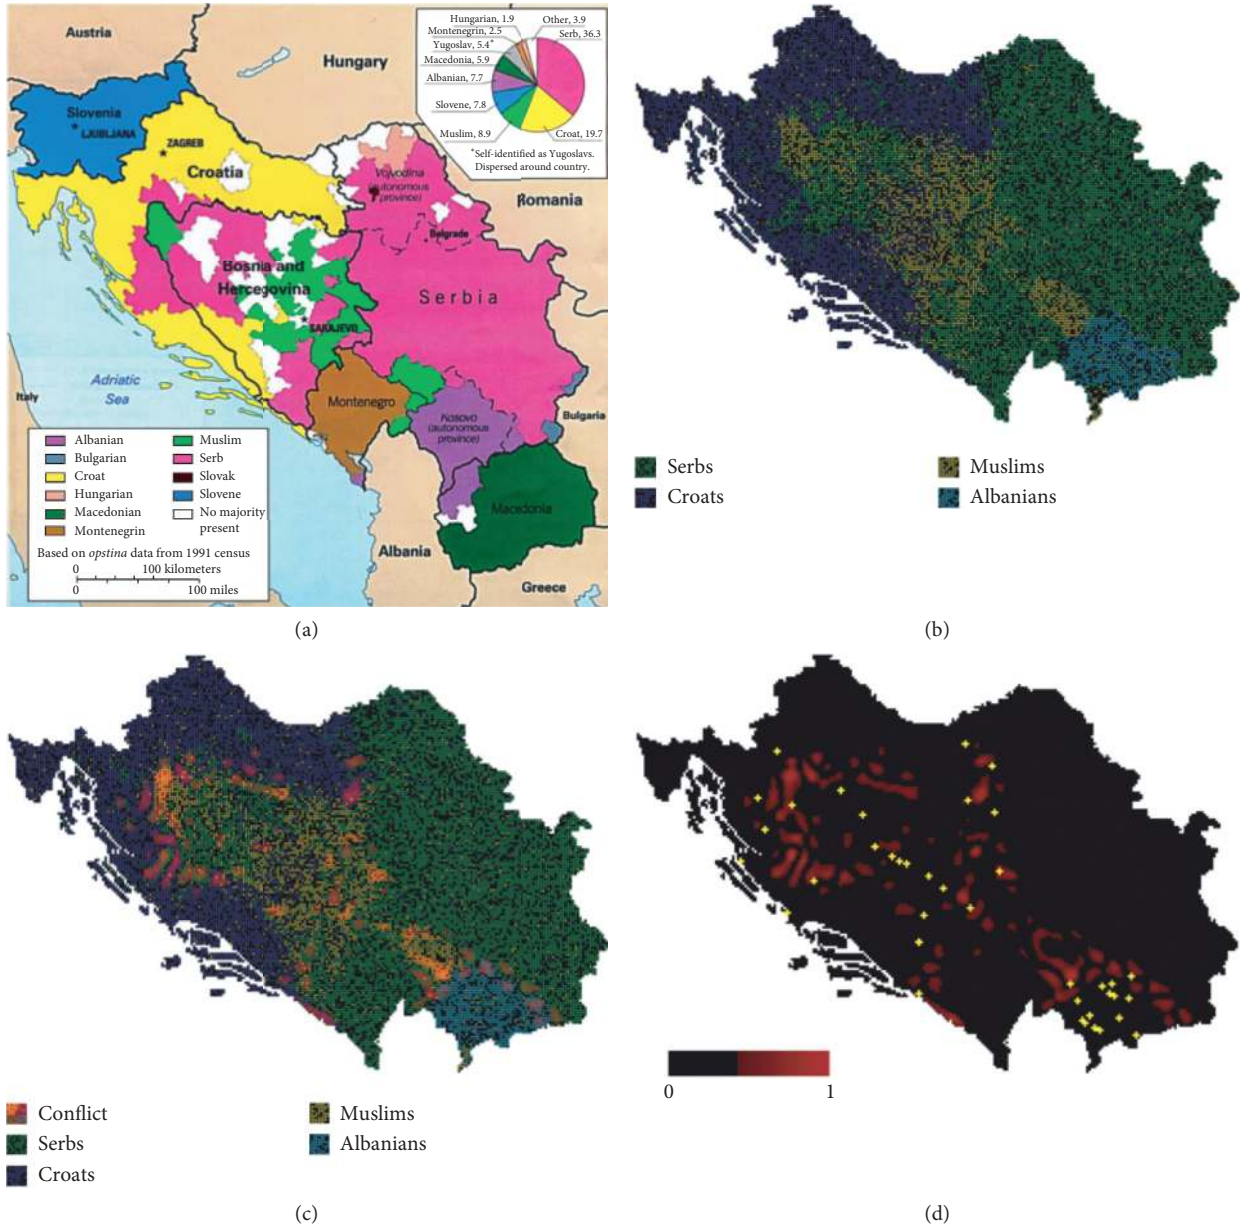 Austria
Hungary
Slovenia
LJUBLJANA
ZAGREB
Croatia
Vojvodina
(autonomous
province)
Romania
Belgrade
Bosnia and
Hercegovina
Serbia
SARAJEVO
Adriatic
Sea
Italy
Montenegro
Kosovo
(autonomous
province)
Bulgaria
Macedonia
Albania
Greece
Hungarian, 1.9
Other, 3.9
Montenegrin, 2.5
Serb, 36.3
Yugoslav, 5.4*
Macedonia, 5.9
Albanian, 7.7
Slovene, 7.8
Muslim, 8.9
Croat, 19.7
*Self-identified as Yugoslavs.
Dispersed around country.
Albanian
Muslim
Bulgarian
Serb
Croat
Slovak
Hungarian
Slovene
Macedonian
No majority
present
Montenegrin
Based on opstina data from 1991 census
0 100 kilometers
0 100 miles
(a)
Serbs
Muslims
Croats
Albanians
(b)
Conflict
Muslims
Serbs
Albanians
Croats
(c)
0 1
(d)